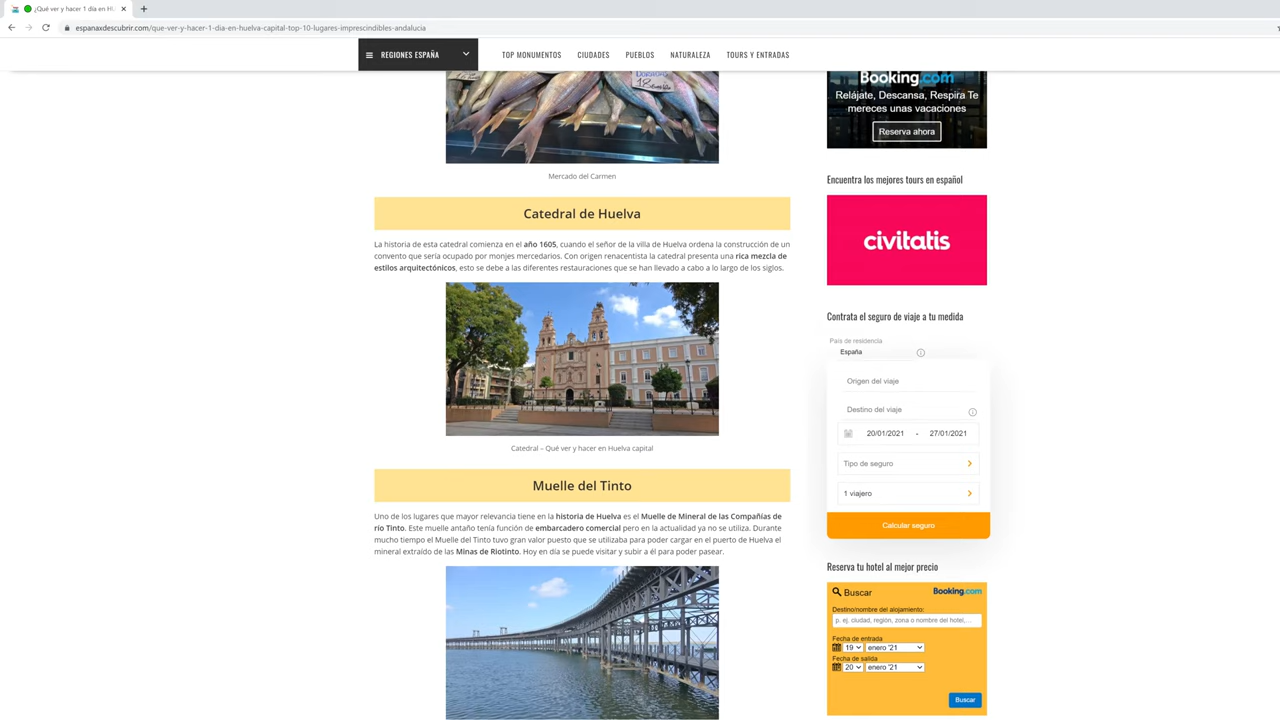 ¿Qué ver y hacer 1 día en H
espanaxdescubrir.com/que-ver-y-hacer-1-dia-en-huelva-capital-top-10-lugares-imprescindibles-andalucia
REGIONES ESPAÑA
TOP MONUMENTOS CIUDADES PUEBLOS NATURALEZA TOURS Y ENTRADAS
18
Mercado del Carmen
Catedral de Huelva
La historia de esta catedral comienza en el año 1605, cuando el señor de la villa de Huelva ordena la construcción de un
convento que sería ocupado por monjes mercedarios. Con origen renacentista la catedral presenta una rica mezcla de
estilos arquitectónicos, esto se debe a las diferentes restauraciones que se han llevado a cabo a lo largo de los siglos.
Catedral – Qué ver y hacer en Huelva capital
Muelle del Tinto
Uno de los lugares que mayor relevancia tiene en la historia de Huelva es el Muelle de Mineral de las Compañías de
río Tinto. Este muelle antaño tenía función de embarcadero comercial pero en la actualidad ya no se utiliza. Durante
mucho tiempo el Muelle del Tinto tuvo gran valor puesto que se utilizaba para poder cargar en el puerto de Huelva el
mineral extraído de las Minas de Riotinto. Hoy en día se puede visitar y subir a él para poder pasear.
Booking.com
Relájate, Descansa, Respira Te
mereces unas vacaciones
Reserva ahora
Encuentra los mejores tours en español
civitatis
Contrata el seguro de viaje a tu medida
País de residencia
España
Origen del viaje
Destino del viaje
20/01/2021 - 27/01/2021
Tipo de seguro
1 viajero
Calcular seguro
Reserva tu hotel al mejor precio
Buscar Booking.com
Destino/nombre del alojamiento:
p. ej. ciudad, región, zona o nombre del hotel,...
Fecha de entrada
19 enero '21
Fecha de salida
20 enero '21
Buscar